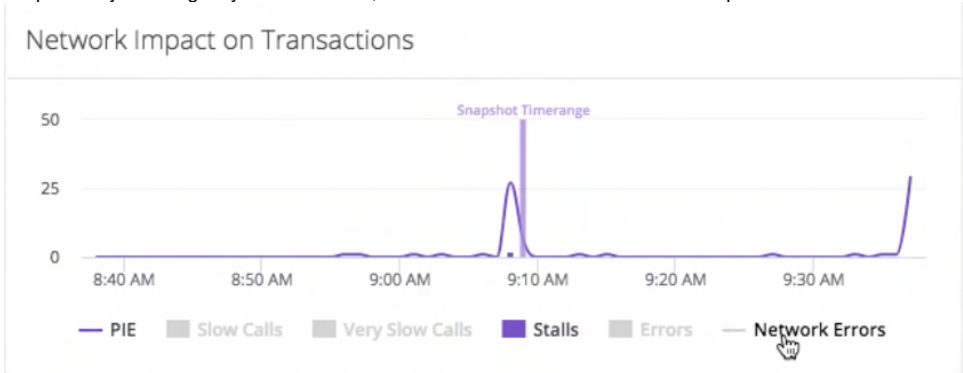 Network Impact on Transactions
Snapshot Timerange
50
25
0
8:40 AM 8:50 AM 9:00 AM 9:10 AM 9:20 AM 9:30 AM
PIE Slow Calls Very Slow Calls Stalls Errors Network Errors